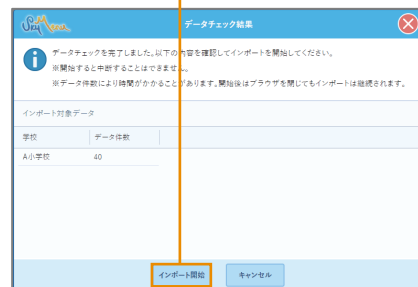 SkyMenu
データチェック結果
データチェックを完了しました。以下の内容を確認してインポートを開始してください。
※開始すると中断することはできません。
※データ件数により時間がかかることがあります。開始後はブラウザを閉じてもインポートは継続されます。
インポート対象データ
学校 データ件数
A小学校 40
インポート開始 キャンセル